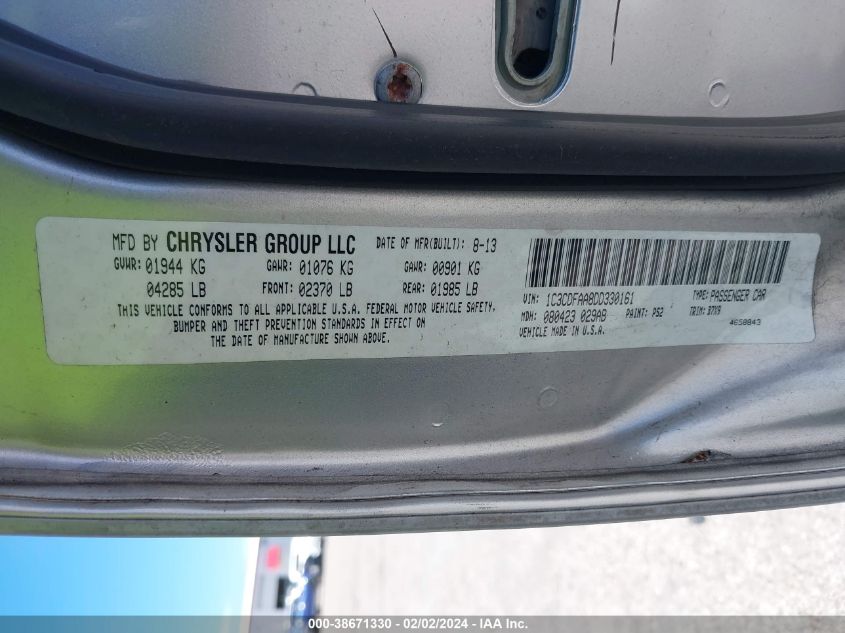 MFD BY CHRYSLER GROUP LLC DATE OF MFR(BUILT): 8-13
GVWR: 01944 KG GAWR: 01076 KG GAWR: 00901 KG
04285 LB FRONT: 02370 LB REAR: 01985 LB
THIS VEHICLE CONFORMS TO ALL APPLICABLE U.S.A. FEDERAL MOTOR VEHICLE SAFETY,
BUMPER AND THEFT PREVENTION STANDARDS IN EFFECT ON
THE DATE OF MANUFACTURE SHOWN ABOVE.
VIN: 1C3CDFAA8DD330161 TYPE: PASSENGER CAR
MDH: 080423 029AB PAINT: PS2 TRIM: B7V9
VEHICLE MADE IN U.S.A. 4658843
000-38671330 - 02/02/2024 - IAA Inc.